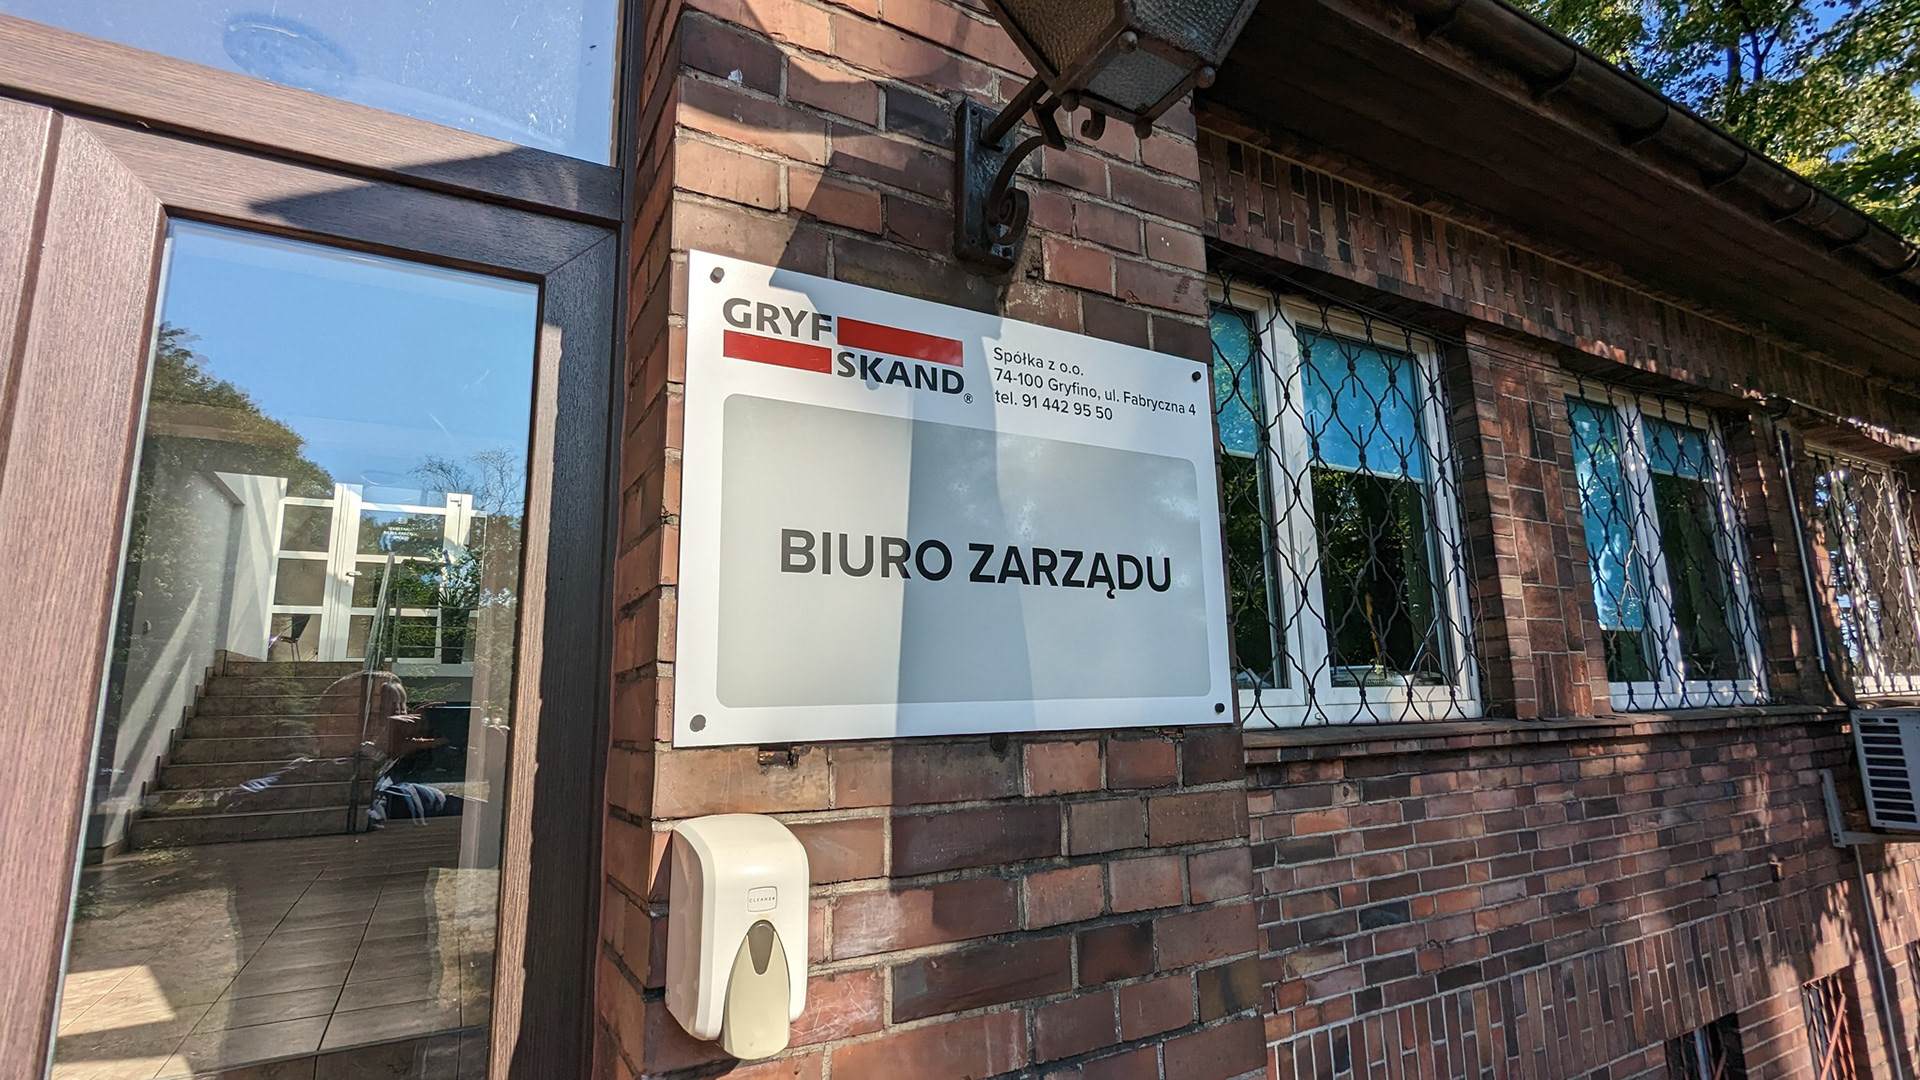 GRYF
SKAND®
Spółka z o.o.
74-100 Gryfino, ul. Fabryczna 4
tel. 91 442 95 50
BIURO ZARZĄDU